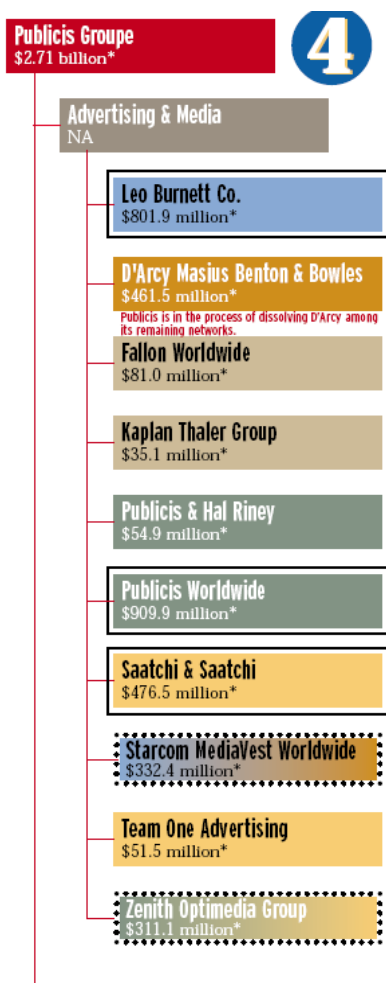 Publicis Groupe
$2.71 billion*
4
Advertising & Media
NA
Leo Burnett Co.
$801.9 million*
D'Arcy Masius Benton & Bowles
$461.5 million*
Publicis is in the process of dissolving D'Arcy among
its remaining networks.
Fallon Worldwide
$81.0 million*
Kaplan Thaler Group
$35.1 million*
Publicis & Hal Riney
$54.9 million*
Publicis Worldwide
$909.9 million*
Saatchi & Saatchi
$476.5 million*
Starcom MediaVest Worldwide
$332.4 million*
Team One Advertising
$51.5 million*
Zenith Optimedia Group
$311.1 million*